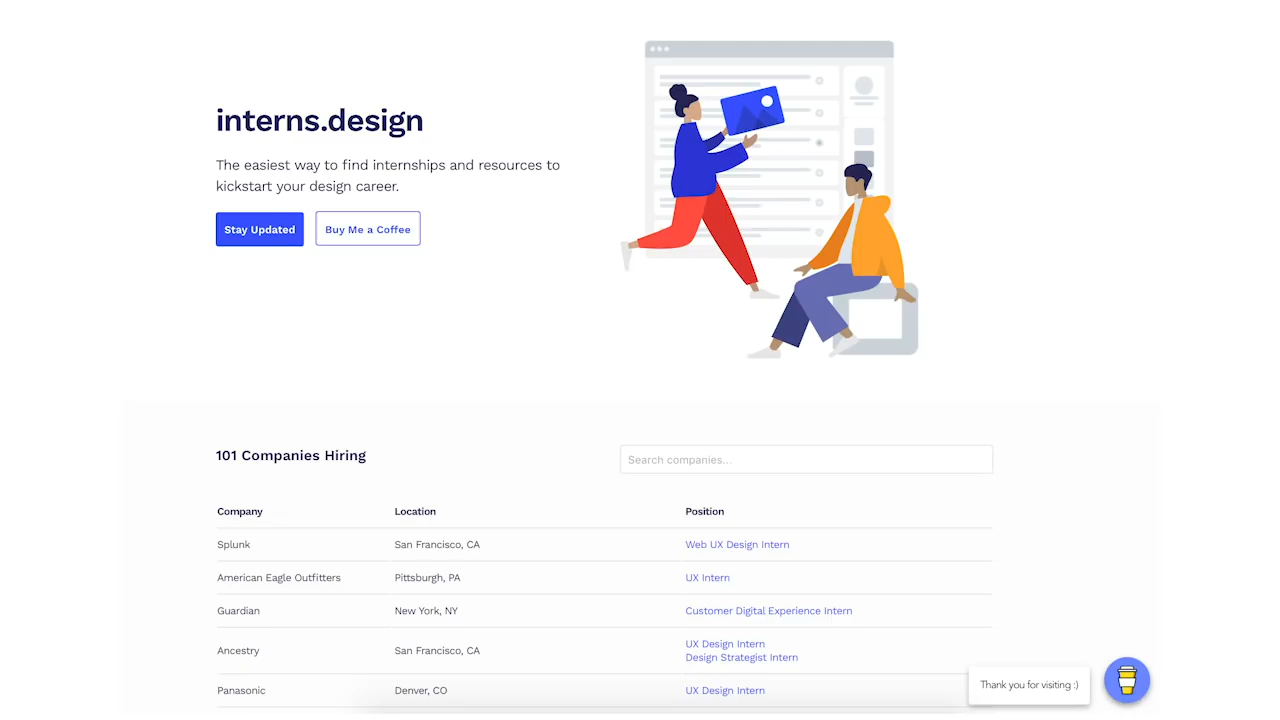 interns.design
The easiest way to find internships and resources to
kickstart your design career.
Stay Updated
Buy Me a Coffee
101 Companies Hiring
Search companies...
Company Location Position
Splunk San Francisco, CA Web UX Design Intern
American Eagle Outfitters Pittsburgh, PA UX Intern
Guardian New York, NY Customer Digital Experience Intern
Ancestry San Francisco, CA UX Design Intern
Design Strategist Intern
Panasonic Denver, CO UX Design Intern
Thank you for visiting :)